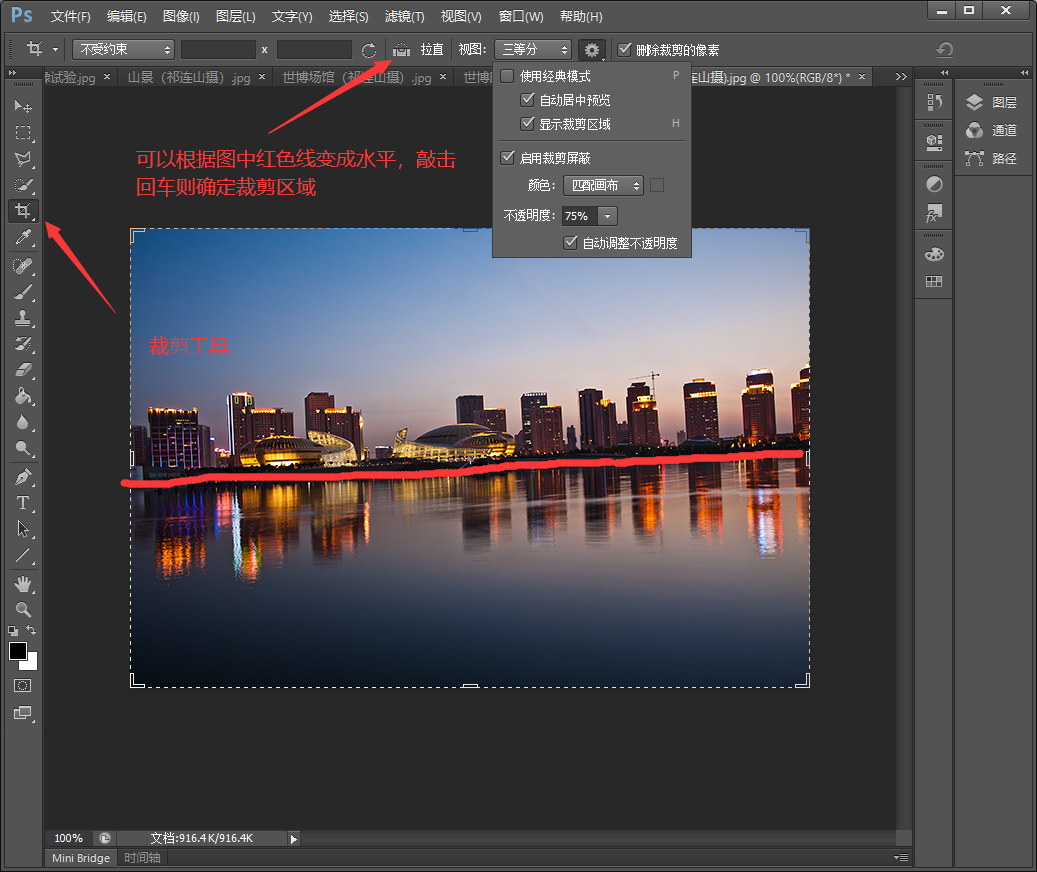 Ps 文件(F) 编辑(E) 图像(I) 图层(L) 文字(Y) 选择(S) 滤镜(T) 视图(V) 窗口(W) 帮助(H)
不受约束 x 拉直 视图: 三等分 删除裁剪的像素
试验.jpg × 山景（祁连山摄）.jpg × 世博场馆（祁连山摄）.jpg × 世博 连山摄).jpg @ 100%(RGB/8*) * ×
使用经典模式 P
自动居中预览
显示裁剪区域 H
启用裁剪屏蔽
颜色: 匹配画布
不透明度: 75%
自动调整不透明度
图层
通道
路径
可以根据图中红色线变成水平，敲击
回车则确定裁剪区域
裁剪工具
100% 文档:916.4K/916.4K
Mini Bridge 时间轴